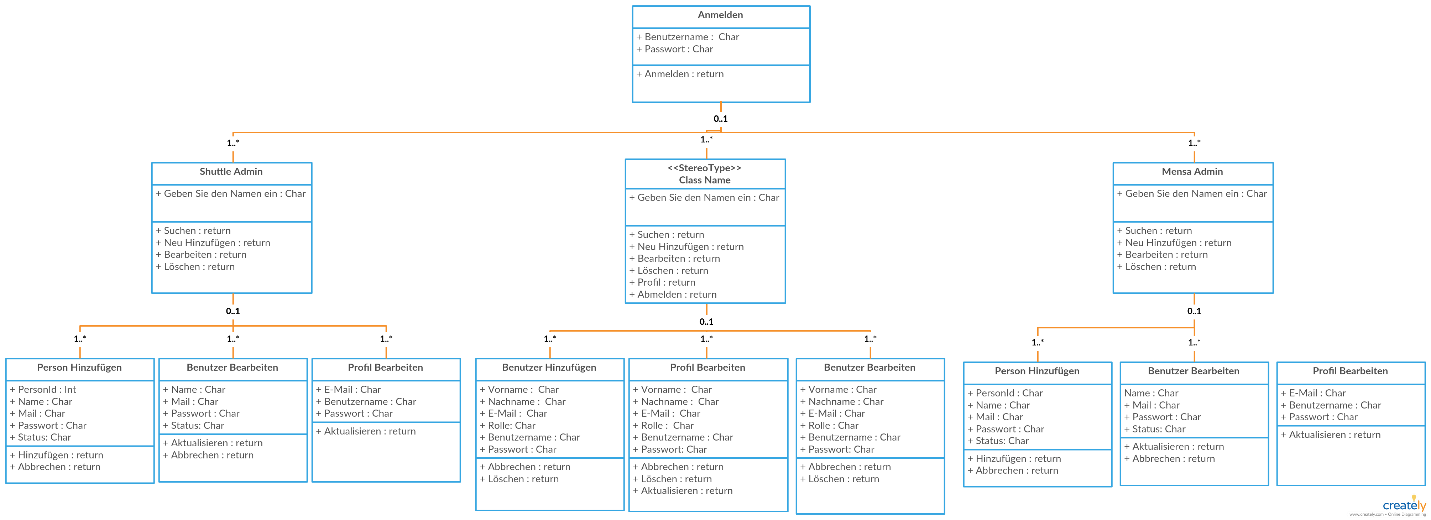 Anmelden
+ Benutzername : Char
+ Passwort : Char
+ Anmelden : return
0..1
1..*
1..*
1..*
Shuttle Admin
+ Geben Sie den Namen ein : Char
+ Suchen : return
+ Neu Hinzufügen : return
+ Bearbeiten : return
+ Löschen : return
<<StereoType>>
Class Name
+ Geben Sie den Namen ein : Char
+ Suchen : return
+ Neu Hinzufügen : return
+ Bearbeiten : return
+ Löschen : return
+ Profil : return
+ Abmelden : return
Mensa Admin
+ Geben Sie den Namen ein : Char
+ Suchen : return
+ Neu Hinzufügen : return
+ Bearbeiten : return
+ Löschen : return
0..1
0..1
0..1
1..*
1..*
1..*
1..*
1..*
1..*
1..*
1..*
Person Hinzufügen
+ PersonId : Int
+ Name : Char
+ Mail : Char
+ Passwort : Char
+ Status: Char
+ Hinzufügen : return
+ Abbrechen : return
Benutzer Bearbeiten
+ Name : Char
+ Mail : Char
+ Passwort : Char
+ Status: Char
+ Aktualisieren : return
+ Abbrechen : return
Profil Bearbeiten
+ E-Mail : Char
+ Benutzername : Char
+ Passwort : Char
+ Aktualisieren : return
Benutzer Hinzufügen
+ Vorname : Char
+ Nachname : Char
+ E-Mail : Char
+ Rolle: Char
+ Benutzername : Char
+ Passwort : Char
+ Abbrechen : return
+ Löschen : return
Profil Bearbeiten
+ Vorname : Char
+ Nachname : Char
+ E-Mail : Char
+ Rolle : Char
+ Benutzername : Char
+ Passwort: Char
+ Abbrechen : return
+ Löschen : return
+ Aktualisieren : return
Benutzer Bearbeiten
+ Vorname : Char
+ Nachname : Char
+ E-Mail : Char
+ Rolle : Char
+ Benutzername : Char
+ Passwort: Char
+ Abbrechen : return
+ Löschen : return
Person Hinzufügen
+ PersonId : Char
+ Name : Char
+ Mail : Char
+ Passwort : Char
+ Status: Char
+ Hinzufügen : return
+ Abbrechen : return
Benutzer Bearbeiten
Name : Char
+ Mail : Char
+ Passwort : Char
+ Status: Char
+ Aktualisieren : return
+ Abbrechen : return
Profil Bearbeiten
+ E-Mail : Char
+ Benutzername : Char
+ Passwort : Char
+ Aktualisieren : return
creately
www.creately.com • Online Diagramming